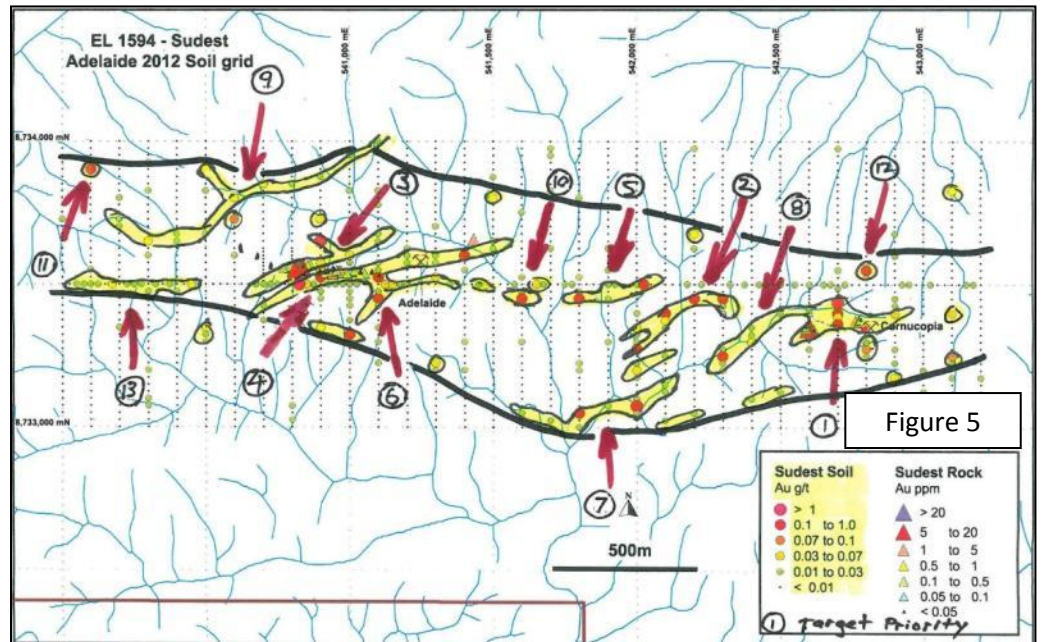 EL 1594 - Sudest
Adelaide 2012 Soil grid
541,000 mE
541,500 mE
542,000 mE
542,500 mE
543,000 mE
8,734,000 mN
8,733,000 mN
9
3
10
5
2
8
12
11
13
4
6
7
1
Adelaide
Cornucopia
N
500m
Figure 5
Sudest Soil
Au g/t
> 1
0.1 to 1.0
0.07 to 0.1
0.03 to 0.07
0.01 to 0.03
< 0.01
Sudest Rock
Au ppm
> 20
5 to 20
1 to 5
0.5 to 1
0.1 to 0.5
0.05 to 0.1
< 0.05
1 Target Priority